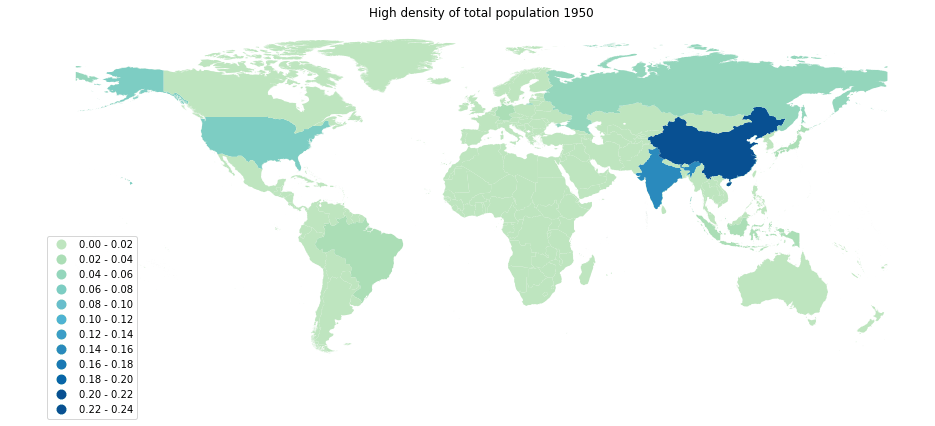 High density of total population 1950
0.00 - 0.02
0.02 - 0.04
0.04 - 0.06
0.06 - 0.08
0.08 - 0.10
0.10 - 0.12
0.12 - 0.14
0.14 - 0.16
0.16 - 0.18
0.18 - 0.20
0.20 - 0.22
0.22 - 0.24